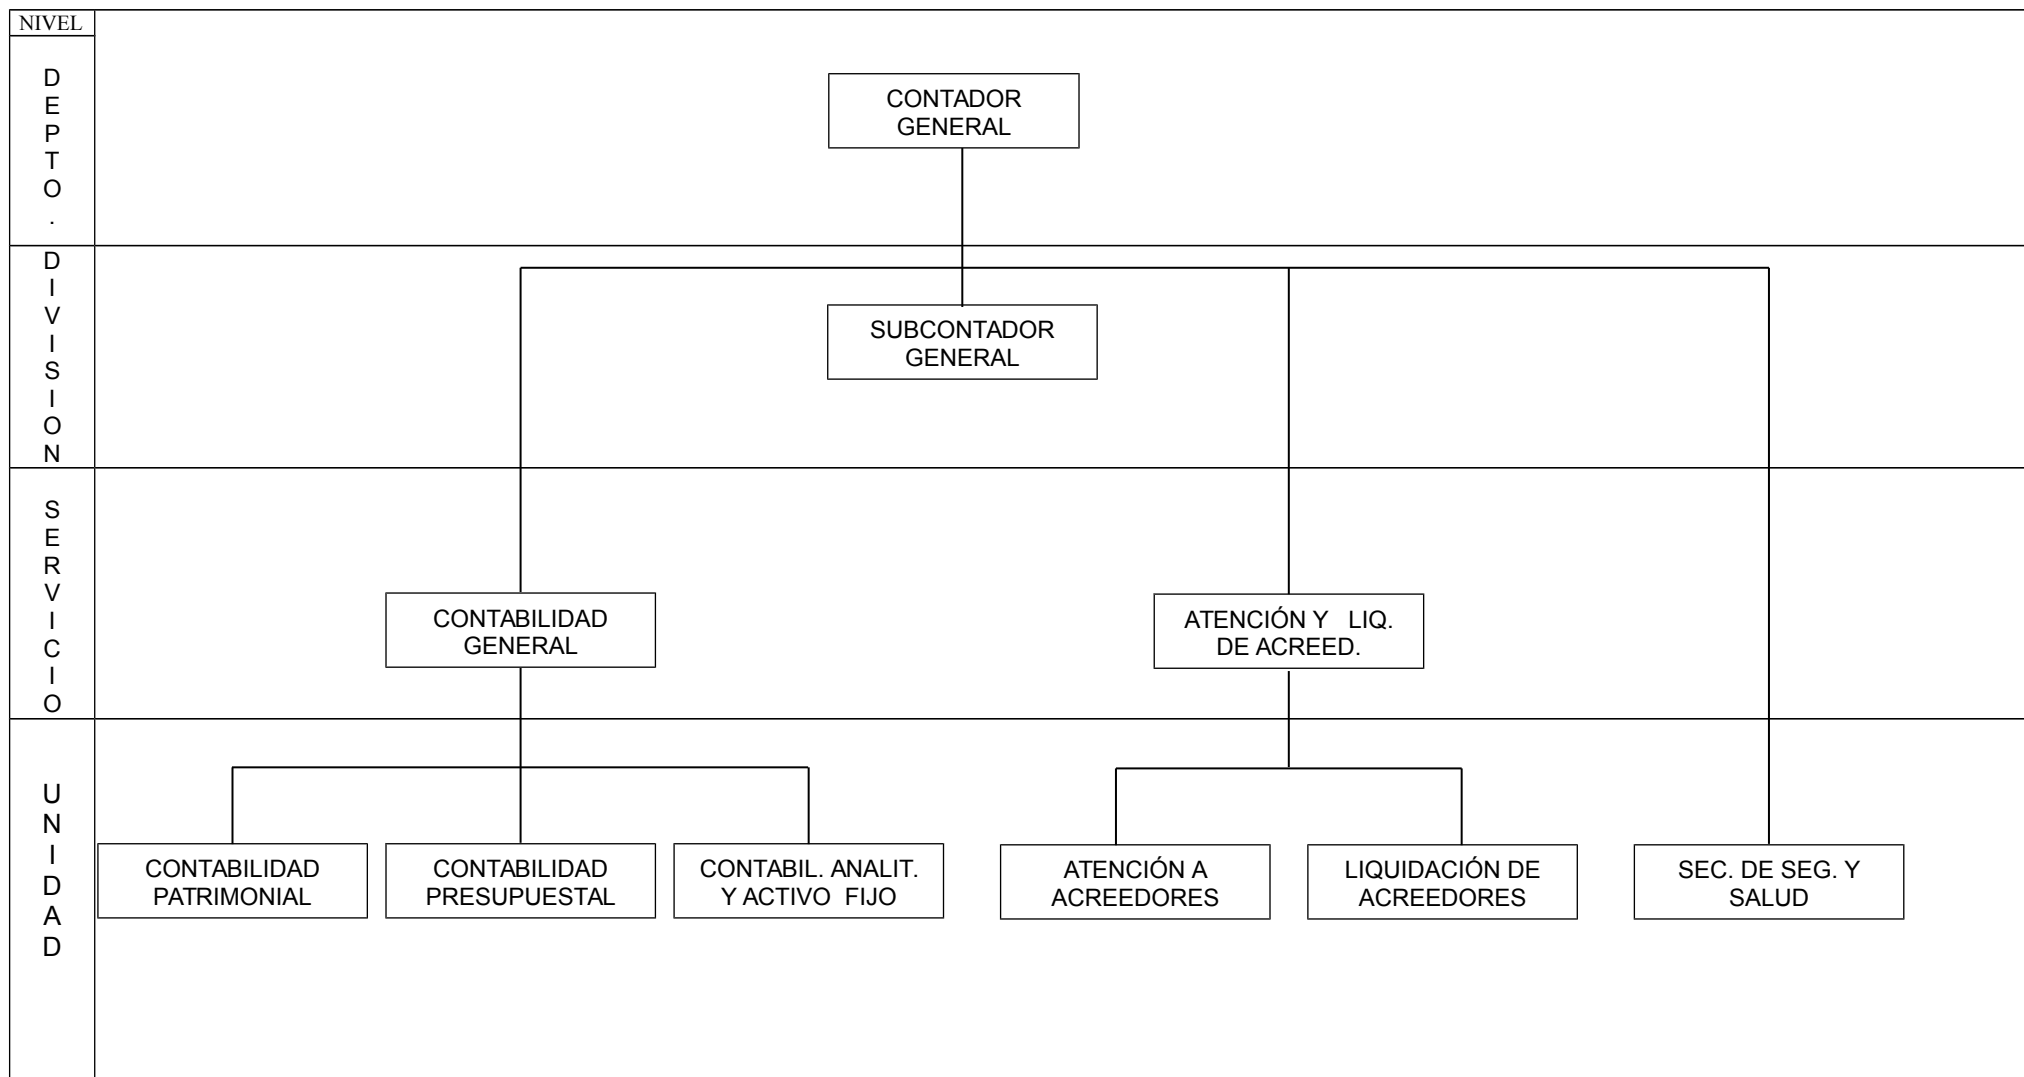 NIVEL
D
E
P
T
O
.
CONTADOR
GENERAL
D
I
V
I
S
I
O
N
SUBCONTADOR
GENERAL
S
E
R
V
I
C
I
O
CONTABILIDAD
GENERAL
ATENCIÓN Y LIQ.
DE ACREED.
U
N
I
D
A
D
CONTABILIDAD
PATRIMONIAL
CONTABILIDAD
PRESUPUESTAL
CONTABIL. ANALIT.
Y ACTIVO FIJO
ATENCIÓN A
ACREEDORES
LIQUIDACIÓN DE
ACREEDORES
SEC. DE SEG. Y
SALUD